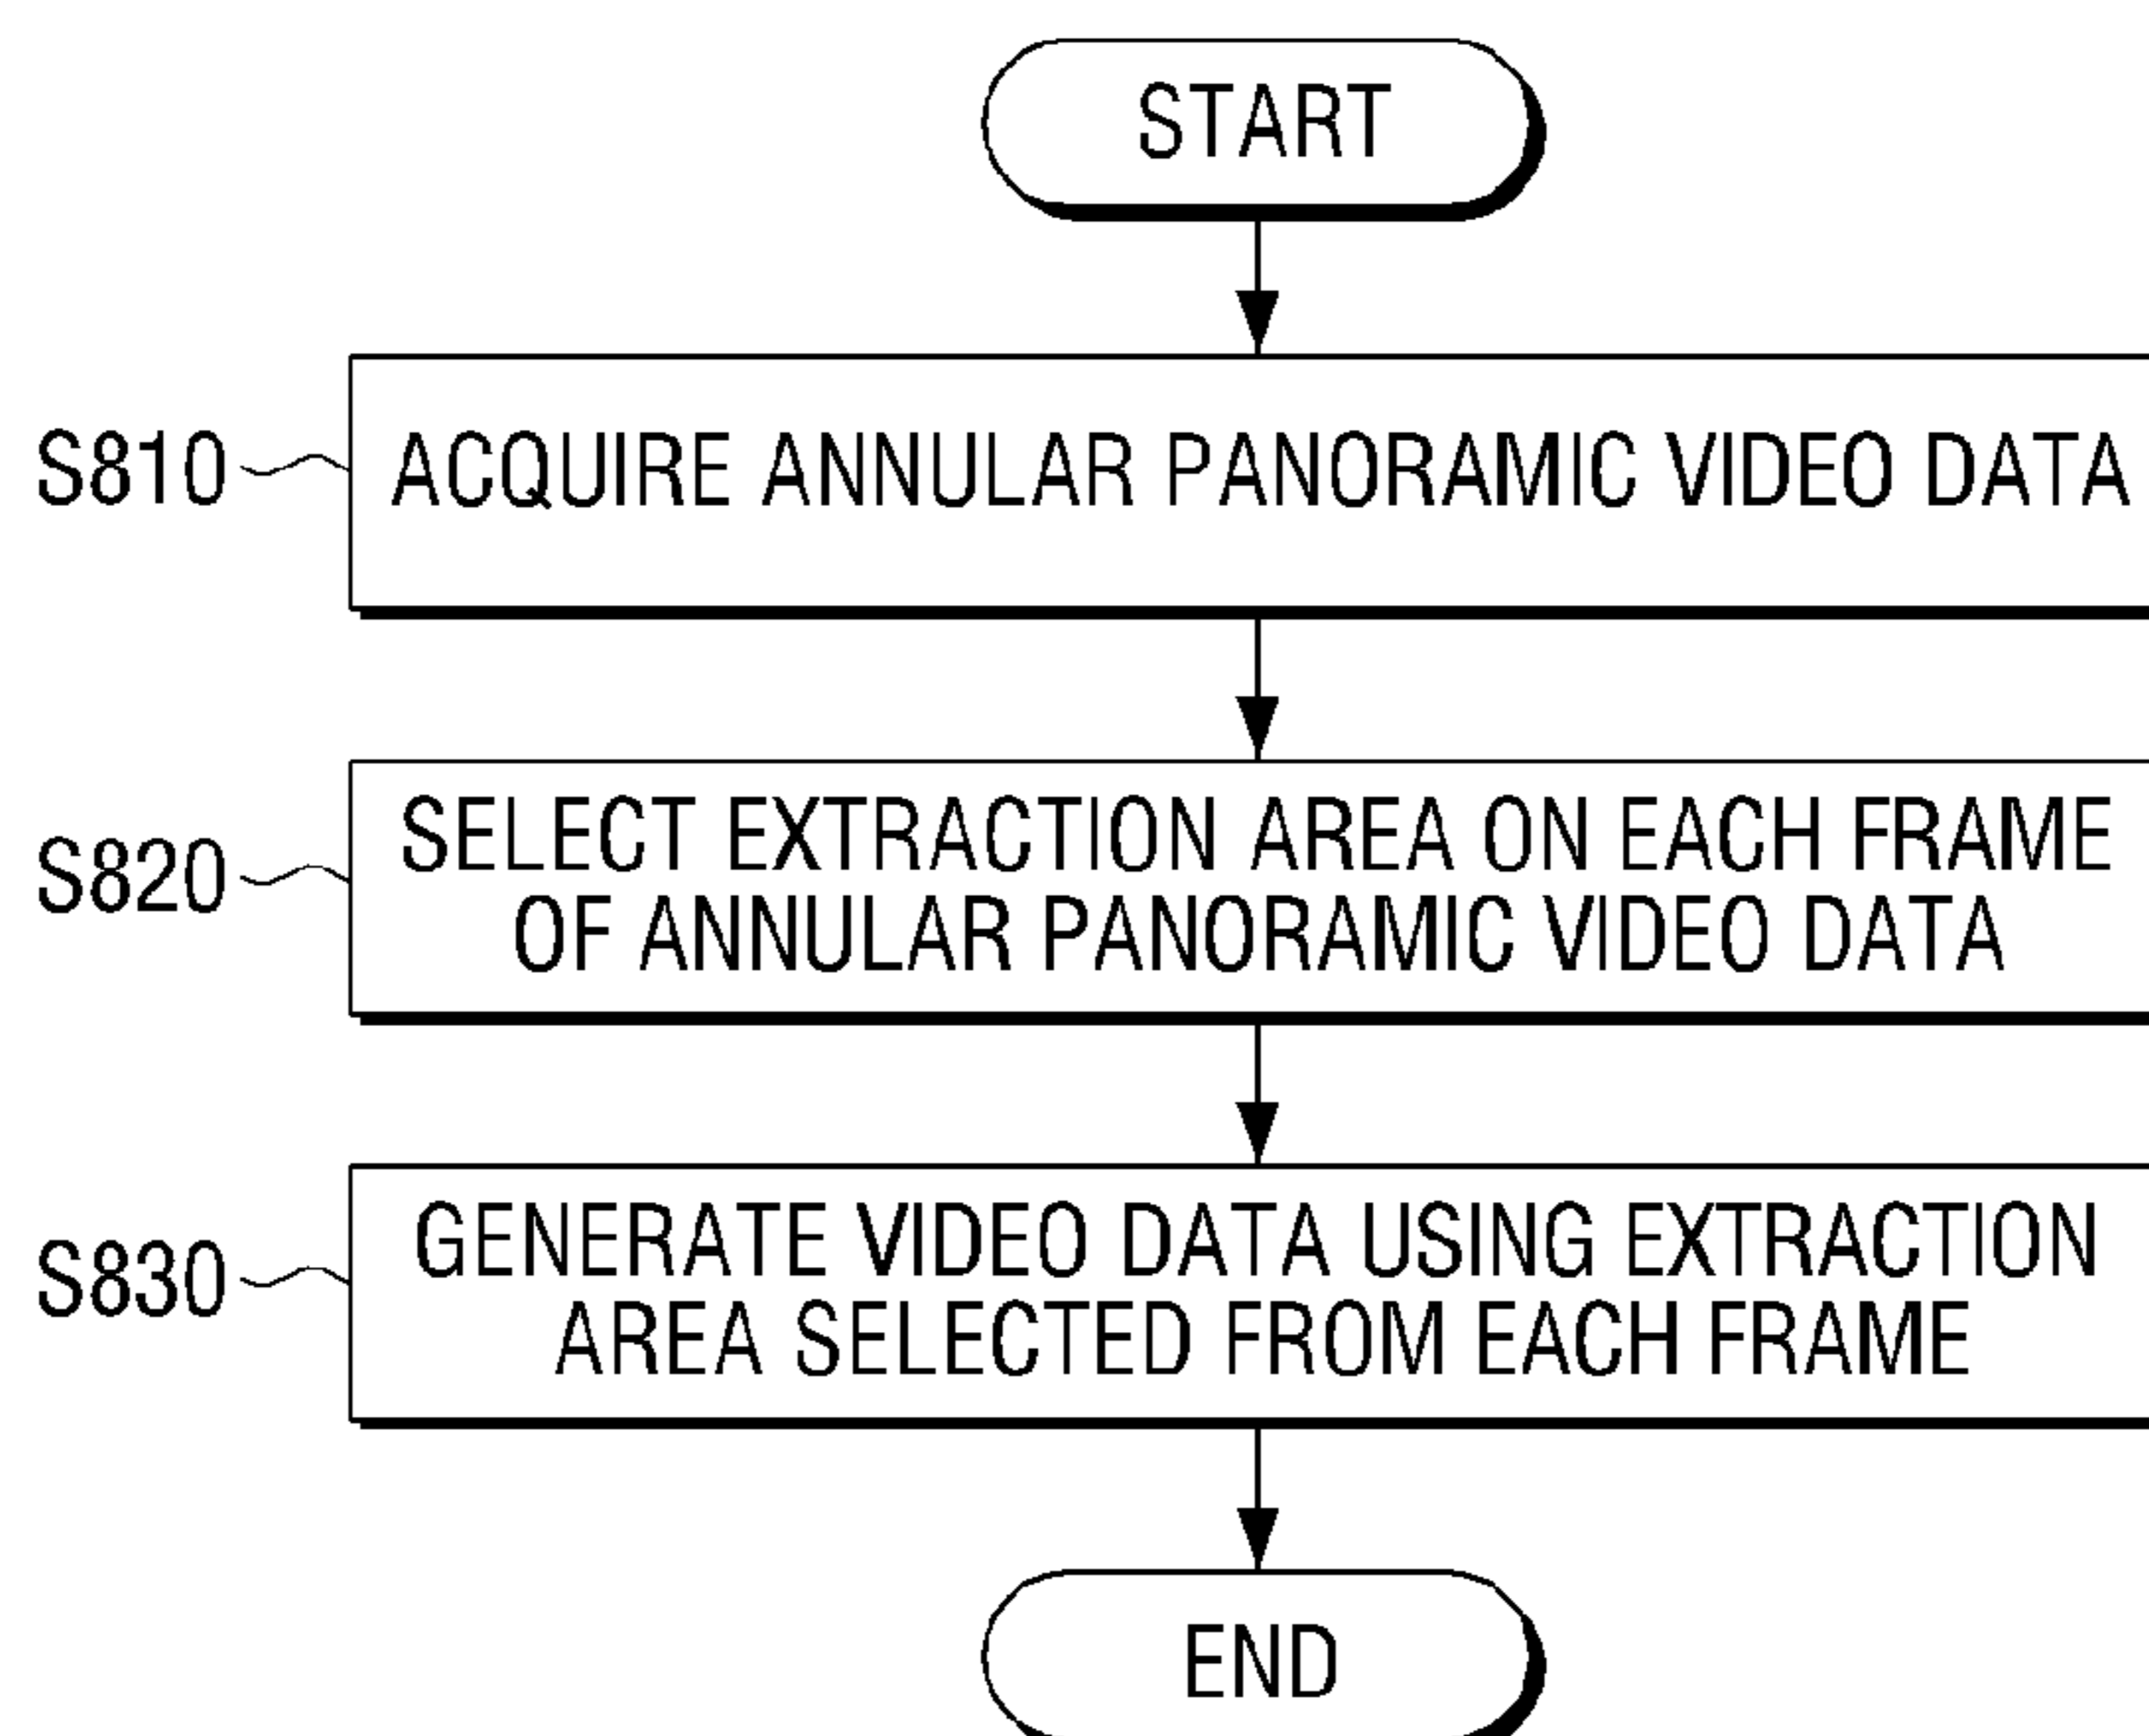 START
S810
ACQUIRE ANNULAR PANORAMIC VIDEO DATA
S820
SELECT EXTRACTION AREA ON EACH FRAME
OF ANNULAR PANORAMIC VIDEO DATA
S830
GENERATE VIDEO DATA USING EXTRACTION
AREA SELECTED FROM EACH FRAME
END